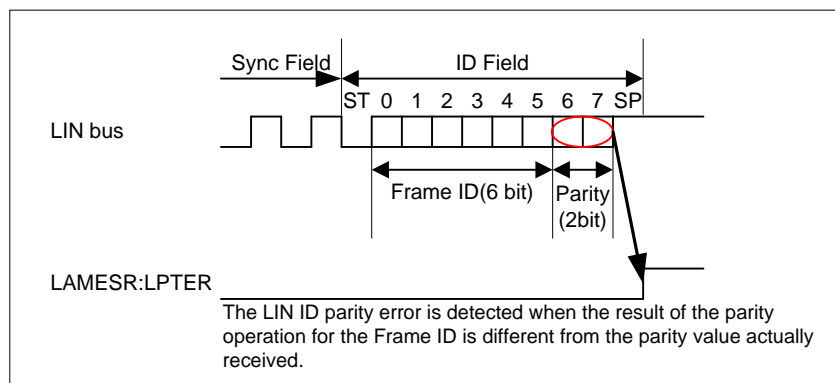 Sync Field ID Field
ST 0 1 2 3 4 5 6 7 SP
LIN bus
Frame ID(6 bit) Parity
(2bit)
LAMESR:LPTER
The LIN ID parity error is detected when the result of the parity
operation for the Frame ID is different from the parity value actually
received.